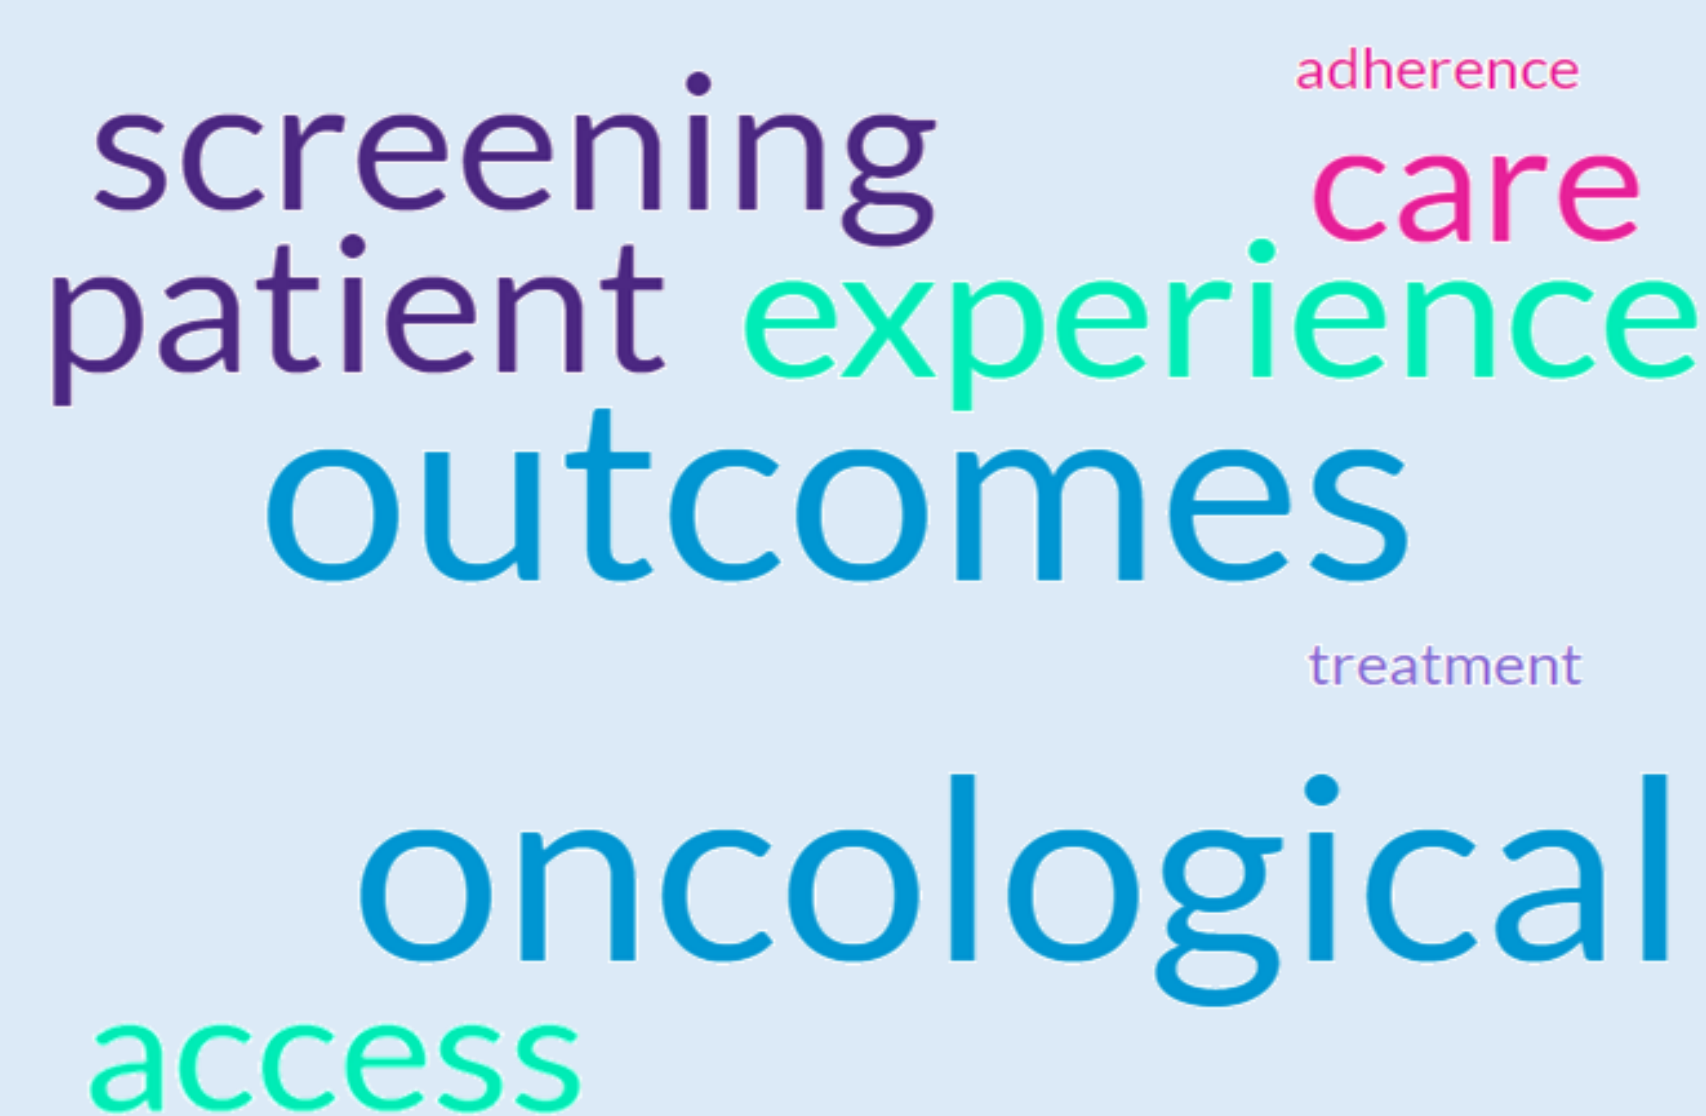 adherence
screening
care
patient experience
outcomes
treatment
oncological
access